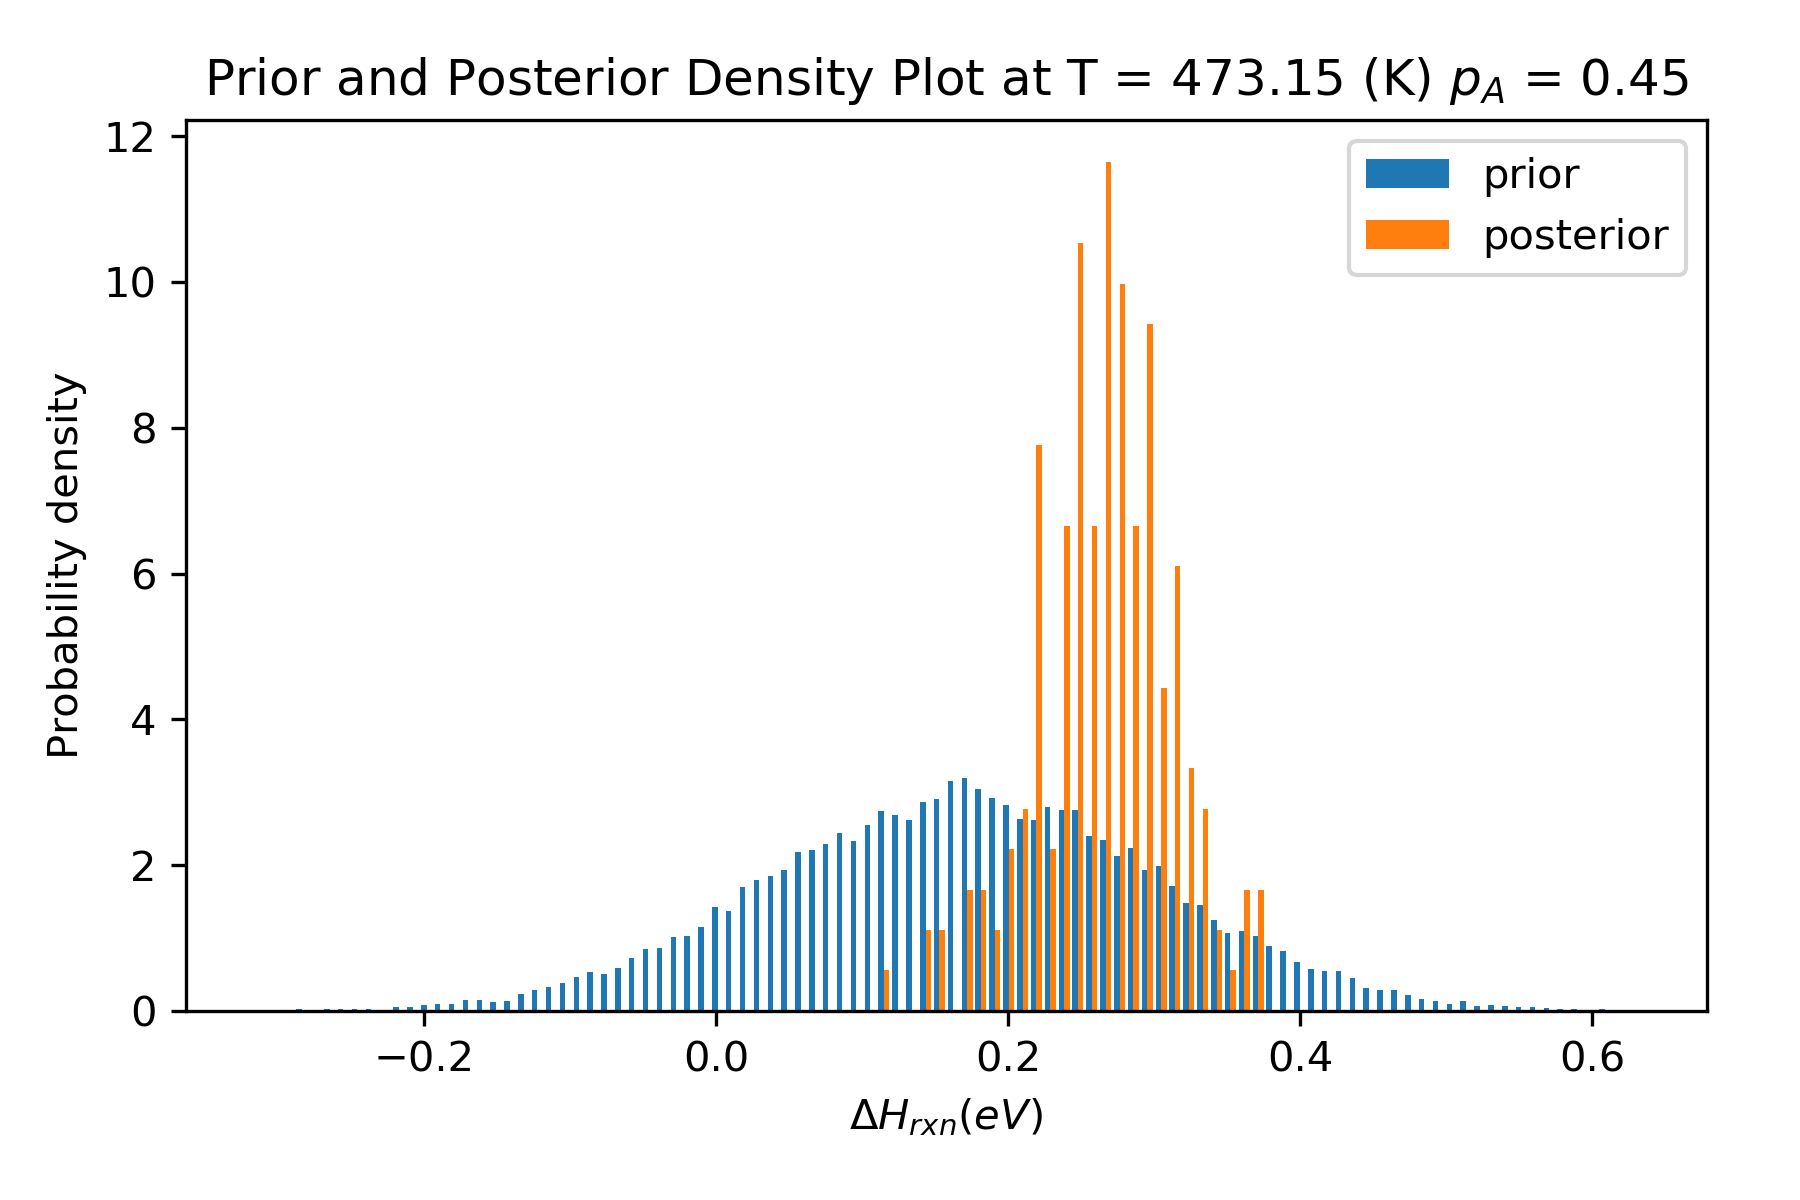 Prior and Posterior Density Plot at T = 473.15 (K) p_A = 0.45
12
10
8
6
4
2
0
Probability density
prior
posterior
−0.2 0.0 0.2 0.4 0.6
ΔH_rxn(eV)